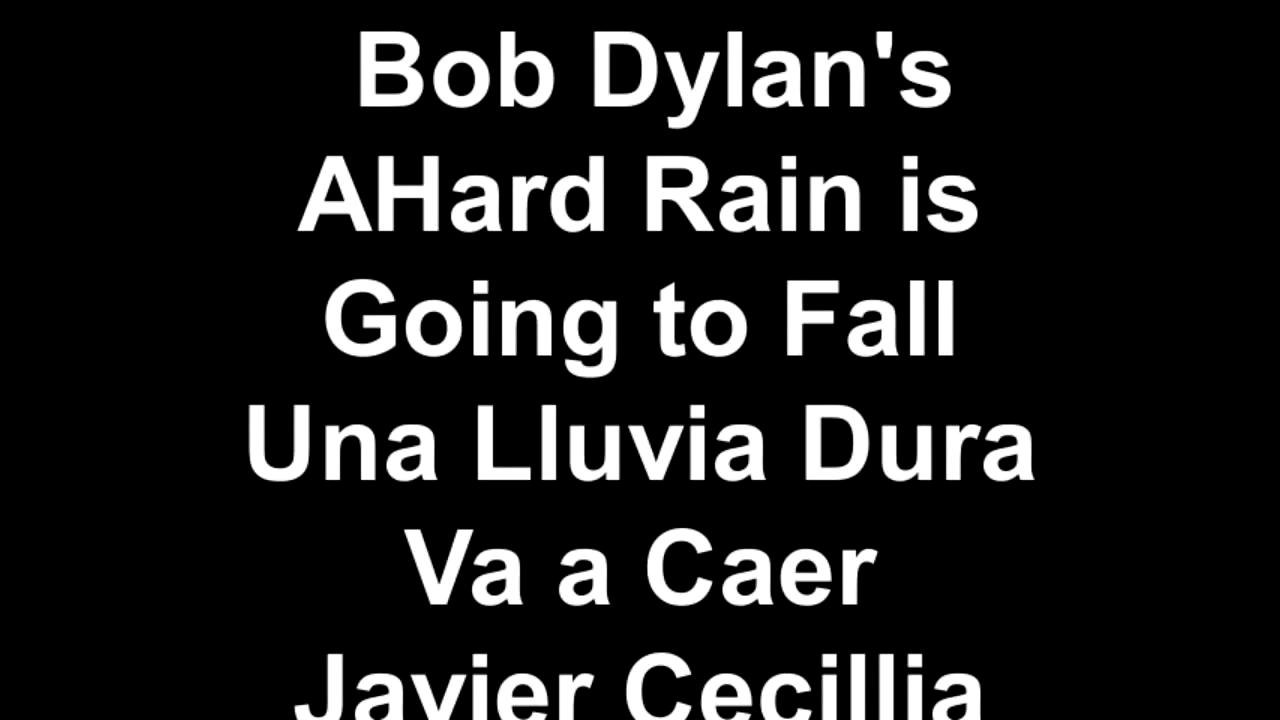 Bob Dylan's
AHard Rain is
Going to Fall
Una Lluvia Dura
Va a Caer
Javier Cecillia